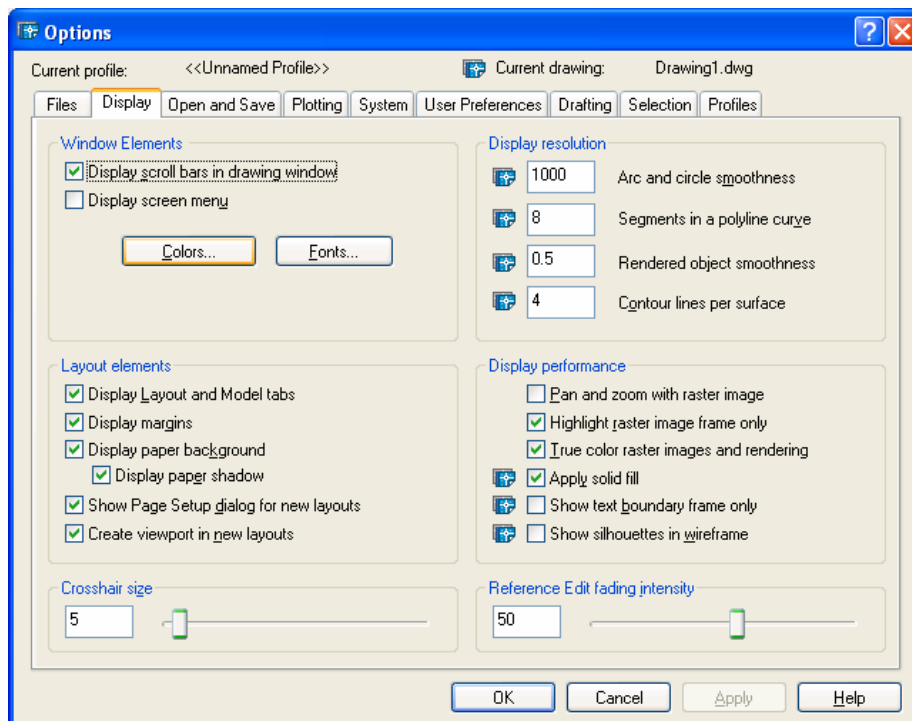 Options
Current profile: <<Unnamed Profile>> Current drawing: Drawing1.dwg
Files Display Open and Save Plotting System User Preferences Drafting Selection Profiles
Window Elements
Display scroll bars in drawing window
Display screen menu
Colors... Fonts...
Display resolution
1000 Arc and circle smoothness
8 Segments in a polyline curve
0.5 Rendered object smoothness
4 Contour lines per surface
Layout elements
Display Layout and Model tabs
Display margins
Display paper background
Display paper shadow
Show Page Setup dialog for new layouts
Create viewport in new layouts
Display performance
Pan and zoom with raster image
Highlight raster image frame only
True color raster images and rendering
Apply solid fill
Show text boundary frame only
Show silhouettes in wireframe
Crosshair size
5
Reference Edit fading intensity
50
OK Cancel Apply Help